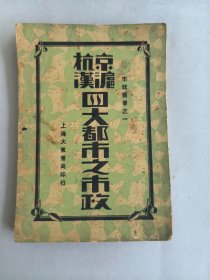 市政叢書之一
京滬
杭漢
四大都市之市政
上海大東書局印行